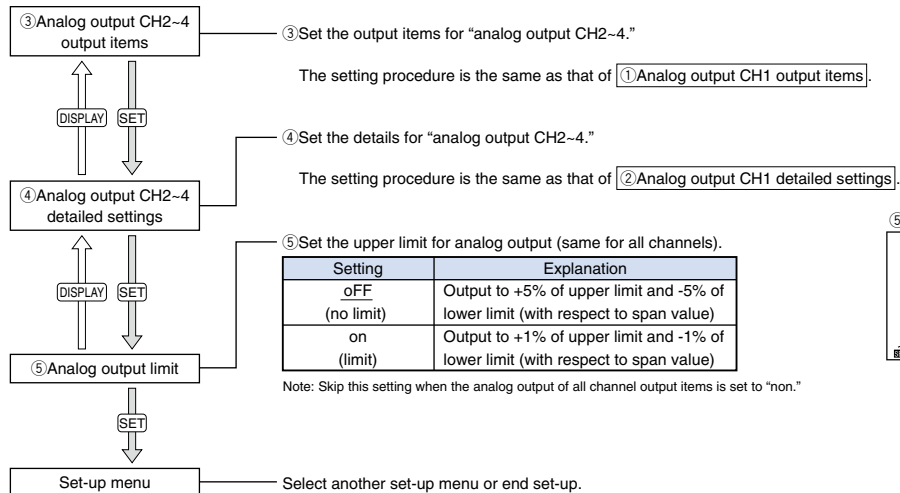 ③Analog output CH2~4
output items
③Set the output items for “analog output CH2~4.”
The setting procedure is the same as that of ①Analog output CH1 output items.
DISPLAY SET
④Set the details for “analog output CH2~4.”
The setting procedure is the same as that of ②Analog output CH1 detailed settings.
④Analog output CH2~4
detailed settings
⑤
⑤Set the upper limit for analog output (same for all channels).
Setting Explanation
oFF Output to +5% of upper limit and -5% of
(no limit) lower limit (with respect to span value)
on Output to +1% of upper limit and -1% of
(limit) lower limit (with respect to span value)
DISPLAY SET
⑤Analog output limit
Note: Skip this setting when the analog output of all channel output items is set to “non.”
SET
Set-up menu
Select another set-up menu or end set-up.